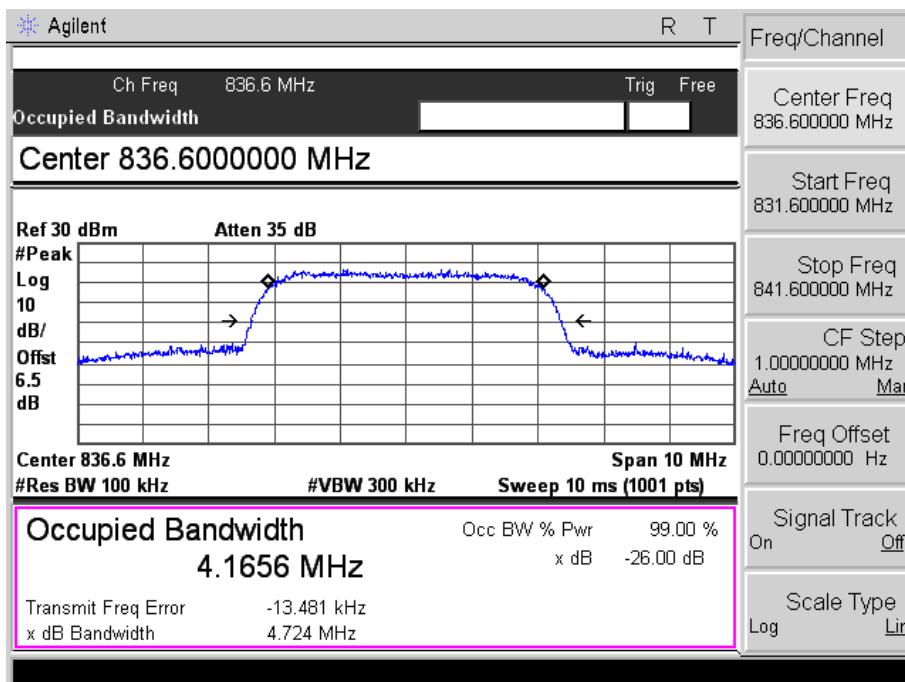 Agilent
R T
Ch Freq 836.6 MHz Trig Free
Occupied Bandwidth
Center 836.6000000 MHz
Ref 30 dBm Atten 35 dB
#Peak
Log
10
dB/
Offst
6.5
dB
Center 836.6 MHz Span 10 MHz
#Res BW 100 kHz #VBW 300 kHz Sweep 10 ms (1001 pts)
Occupied Bandwidth
4.1656 MHz
Occ BW % Pwr 99.00 %
x dB -26.00 dB
Transmit Freq Error -13.481 kHz
x dB Bandwidth 4.724 MHz
Freq/Channel
Center Freq
836.600000 MHz
Start Freq
831.600000 MHz
Stop Freq
841.600000 MHz
CF Step
1.00000000 MHz
Auto Mar
Freq Offset
0.00000000 Hz
Signal Track
On Off
Scale Type
Log Lin